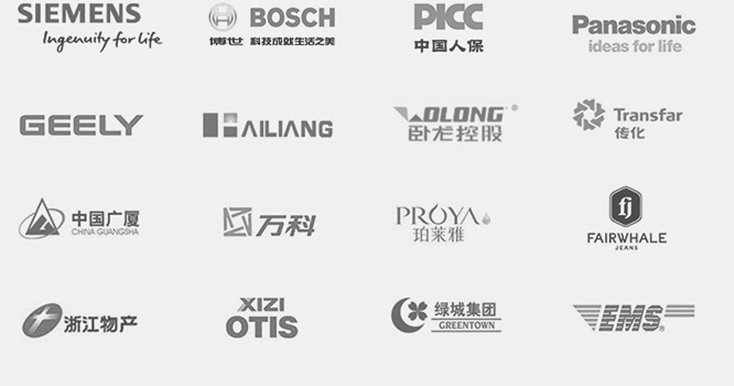 SIEMENS
Ingenuity for life
BOSCH
博世 科技成就生活之美
PICC
中国人保
Panasonic
ideas for life
GEELY
HAILIANG
WOLONG®
卧龙控股
Transfar
传化
中国广厦
CHINA GUANGSHA
万科
PROYA
珀莱雅
fj
FAIRWHALE
JEANS
浙江物产
XIZI
OTIS
绿城集团
GREENTOWN
EMS®